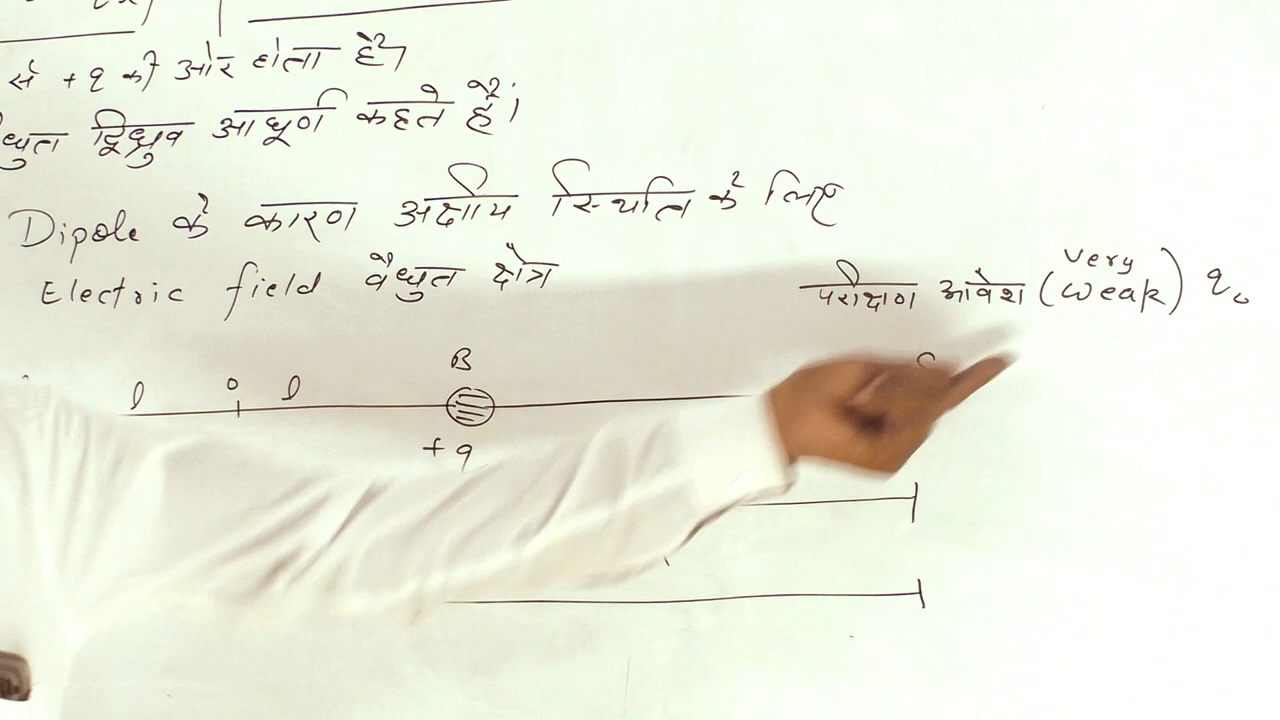 से +q की ओर होता है।
द्विध्रुव आघूर्ण कहते हैं।
Dipole के कारण अक्षीय स्थिति के लिए
Electric field वैधुत क्षेत्र
परीक्षण आवेश (very weak) q₀
B
l o l
+q